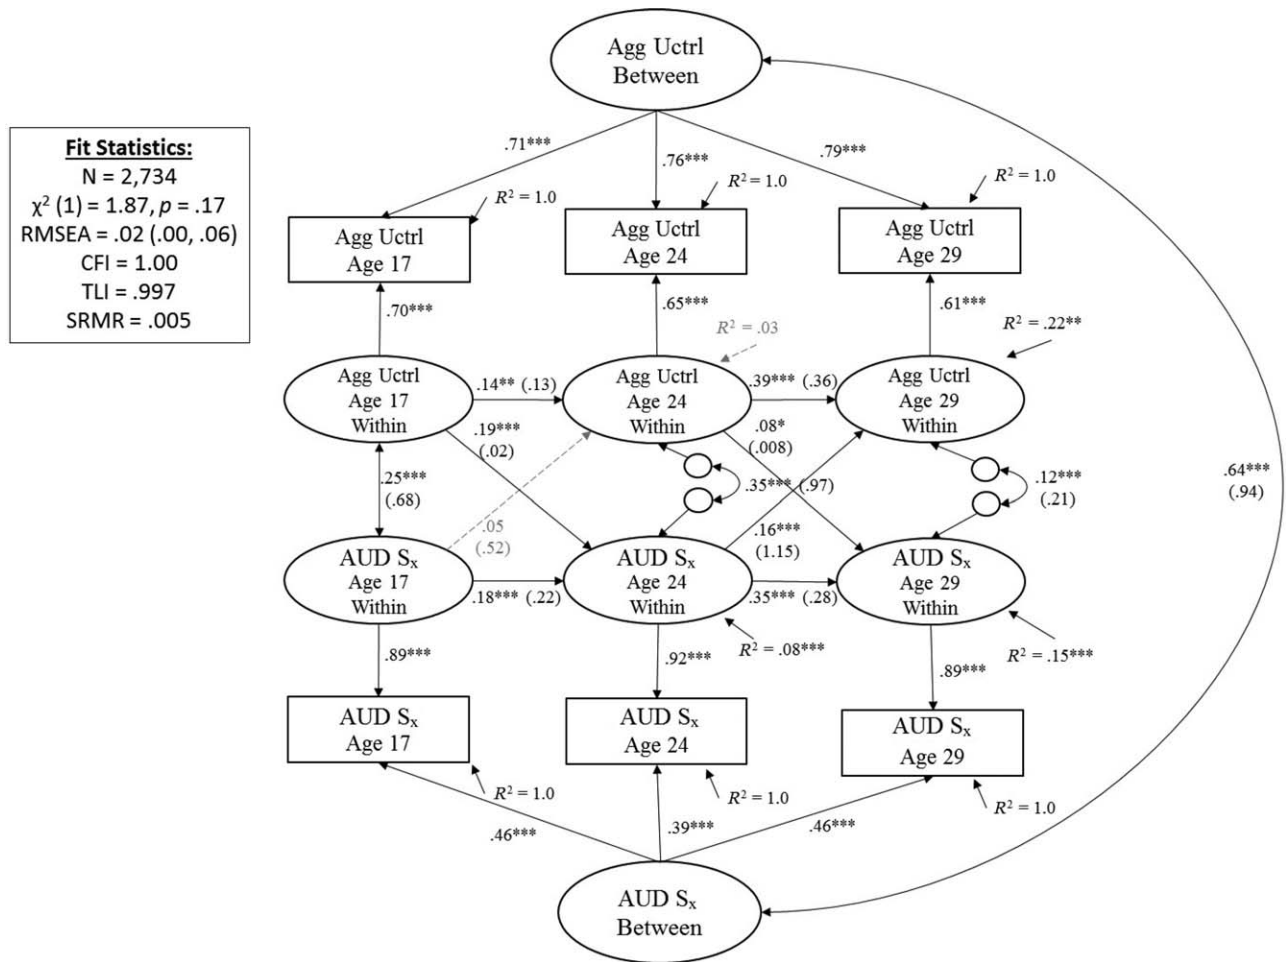 Agg Uctrl
Between
Fit Statistics:
N = 2,734
χ² (1) = 1.87, p = .17
RMSEA = .02 (.00, .06)
CFI = 1.00
TLI = .997
SRMR = .005
.71***
.76***
.79***
R² = 1.0
R² = 1.0
R² = 1.0
Agg Uctrl
Age 17
Agg Uctrl
Age 24
Agg Uctrl
Age 29
.70***
.65***
.61***
R² = .03
R² = .22**
Agg Uctrl
Age 17
Within
.14** (.13)
Agg Uctrl
Age 24
Within
.39*** (.36)
Agg Uctrl
Age 29
Within
.19***
(.02)
.08*
(.008)
.25***
(.68)
.35*** (.97)
.12***
(.21)
.64***
(.94)
.05
(.52)
.16***
(1.15)
AUD Sₓ
Age 17
Within
.18*** (.22)
AUD Sₓ
Age 24
Within
.35*** (.28)
AUD Sₓ
Age 29
Within
R² = .08***
R² = .15***
.89***
.92***
.89***
AUD Sₓ
Age 17
AUD Sₓ
Age 24
AUD Sₓ
Age 29
R² = 1.0
R² = 1.0
R² = 1.0
.46***
.39***
.46***
AUD Sₓ
Between